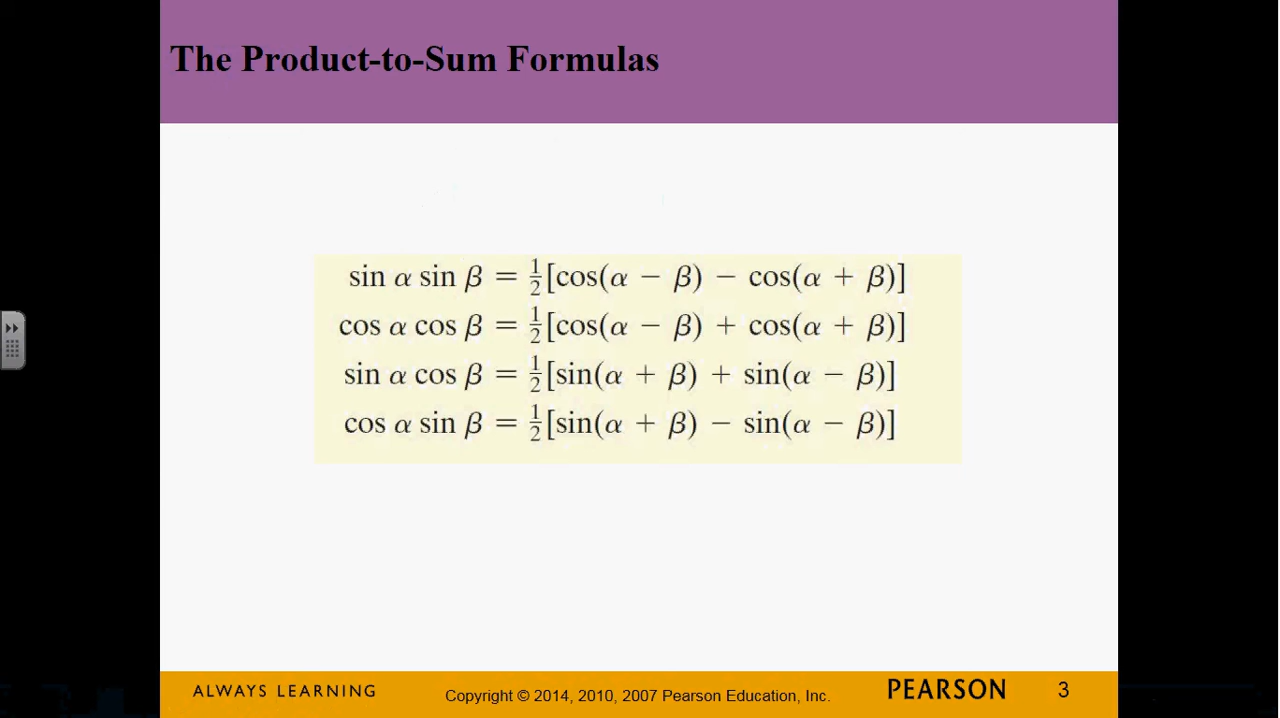 The Product-to-Sum Formulas
sin α sin β = ½[cos(α − β) − cos(α + β)]
cos α cos β = ½[cos(α − β) + cos(α + β)]
sin α cos β = ½[sin(α + β) + sin(α − β)]
cos α sin β = ½[sin(α + β) − sin(α − β)]
ALWAYS LEARNING
Copyright © 2014, 2010, 2007 Pearson Education, Inc.
PEARSON
3